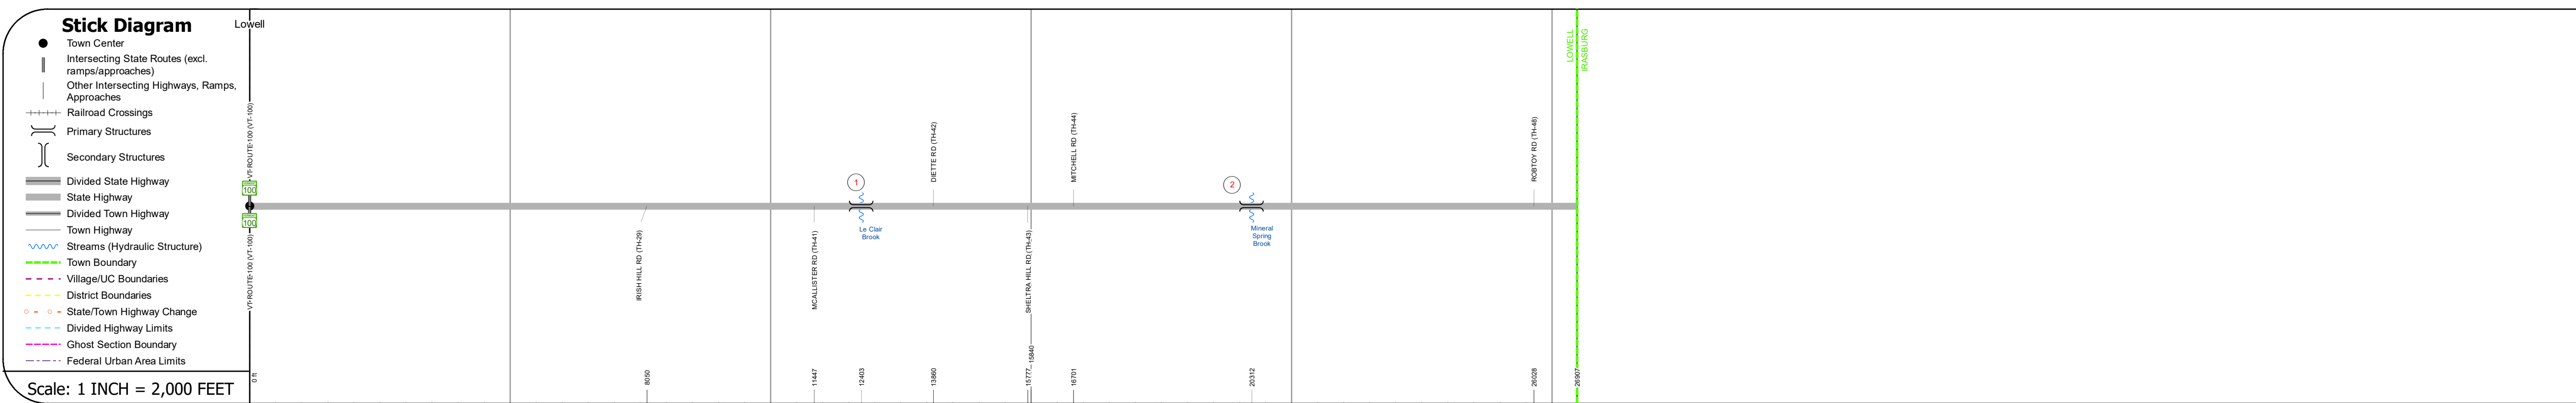 Stick Diagram
Town Center
Intersecting State Routes (excl.
ramps/approaches)
Other Intersecting Highways, Ramps,
Approaches
Railroad Crossings
Primary Structures
Secondary Structures
Divided State Highway
State Highway
Divided Town Highway
Town Highway
Streams (Hydraulic Structure)
Town Boundary
Village/UC Boundaries
District Boundaries
State/Town Highway Change
Divided Highway Limits
Ghost Section Boundary
Federal Urban Area Limits
Scale: 1 INCH = 2,000 FEET
Lowell
VT-ROUTE-100 (VT-100)
100
100
VT-ROUTE-100 (VT-100)
0 ft
IRISH HILL RD (TH-29)
8050
MCALLISTER RD (TH-41)
11447
1
Le Clair
Brook
12403
DIETTE RD (TH-42)
13860
SHELTRA HILL RD (TH-43)
15777
15840
MITCHELL RD (TH-44)
16701
2
Mineral
Spring
Brook
20312
ROBTOY RD (TH-48)
26028
LOWELL
IRASBURG
26907